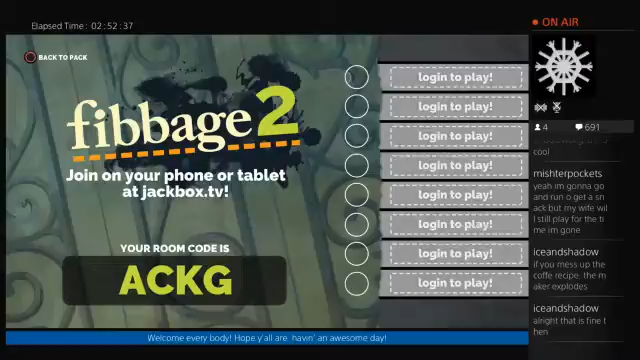 Elapsed Time : 02:52:37
ON AIR
BACK TO PACK
fibbage 2
Join on your phone or tablet
at jackbox.tv!
YOUR ROOM CODE IS
ACKG
login to play!
login to play!
login to play!
login to play!
login to play!
login to play!
login to play!
login to play!
4
691
cool
mishterpockets
yeah im gonna go
and run o get a sn
ack but my wife wil
l still play for the ti
me im gone
iceandshadow
if you mess up the
coffe recipe, the m
aker explodes
iceandshadow
alright that is fine t
hen
Welcome every body! Hope y'all are havin' an awesome day!